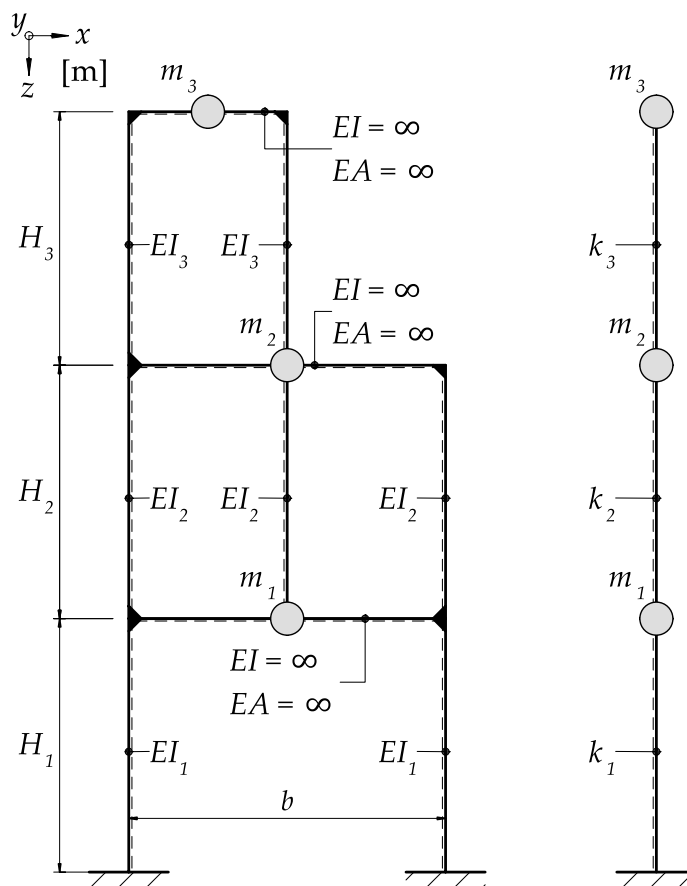 y x
z [m]
m₃
m₃
EI = ∞
EA = ∞
H₃
EI₃ EI₃
k₃
EI = ∞
EA = ∞
m₂
m₂
H₂
EI₂ EI₂ EI₂
k₂
m₁
m₁
EI = ∞
EA = ∞
H₁
EI₁ EI₁
k₁
b